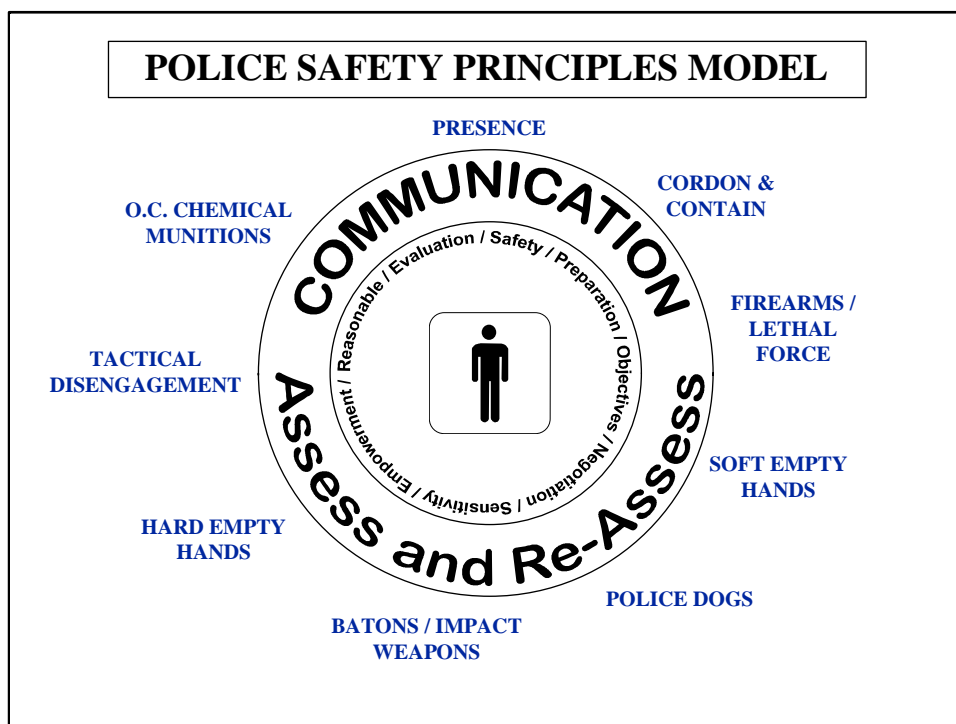 POLICE SAFETY PRINCIPLES MODEL
PRESENCE
CORDON &
CONTAIN
O.C. CHEMICAL
MUNITIONS
COMMUNICATION
Reasonable / Evaluation / Safety / Preparation / Objectives / Negotiation / Sensitivity / Empowerment /
FIREARMS /
LETHAL
FORCE
TACTICAL
DISENGAGEMENT
Assess and Re-Assess
SOFT EMPTY
HANDS
HARD EMPTY
HANDS
POLICE DOGS
BATONS / IMPACT
WEAPONS